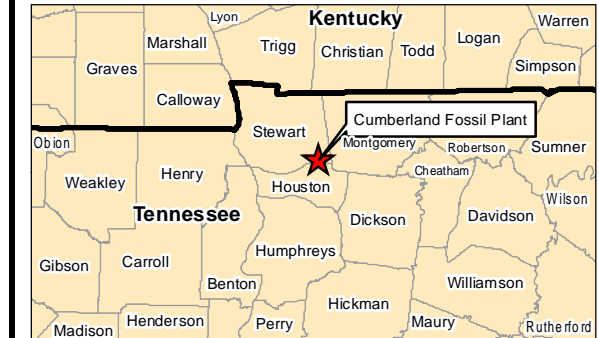 Lyon
Kentucky
Warren
Marshall
Trigg
Christian
Todd
Logan
Graves
Simpson
Calloway
Cumberland Fossil Plant
Stewart
Obion
Montgomery
Robertson
Sumner
Weakley
Henry
Houston
Cheatham
Wilson
Tennessee
Dickson
Davidson
Gibson
Carroll
Humphreys
Benton
Williamson
Hickman
Madison
Henderson
Perry
Maury
Rutherford